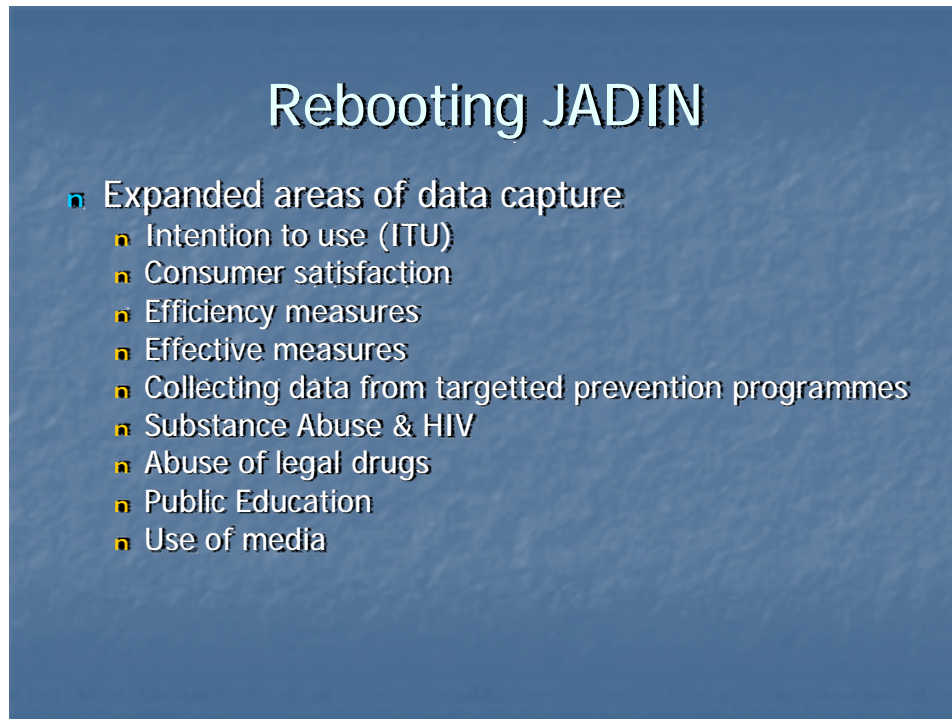 Rebooting JADIN
n Expanded areas of data capture
n Intention to use (ITU)
n Consumer satisfaction
n Efficiency measures
n Effective measures
n Collecting data from targetted prevention programmes
n Substance Abuse & HIV
n Abuse of legal drugs
n Public Education
n Use of media